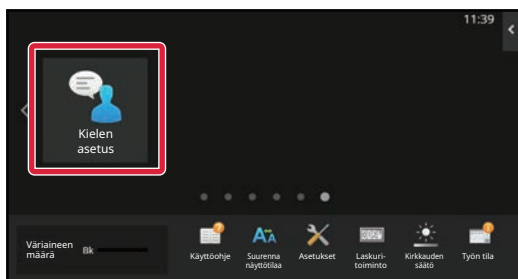 11:39
Kielen
asetus
Väriaineen
määrä
Bk
Käyttöohje
Suurenna
näyttötilaa
Asetukset
Laskuri-
toiminto
Kirkkauden
säätö
Työn tila